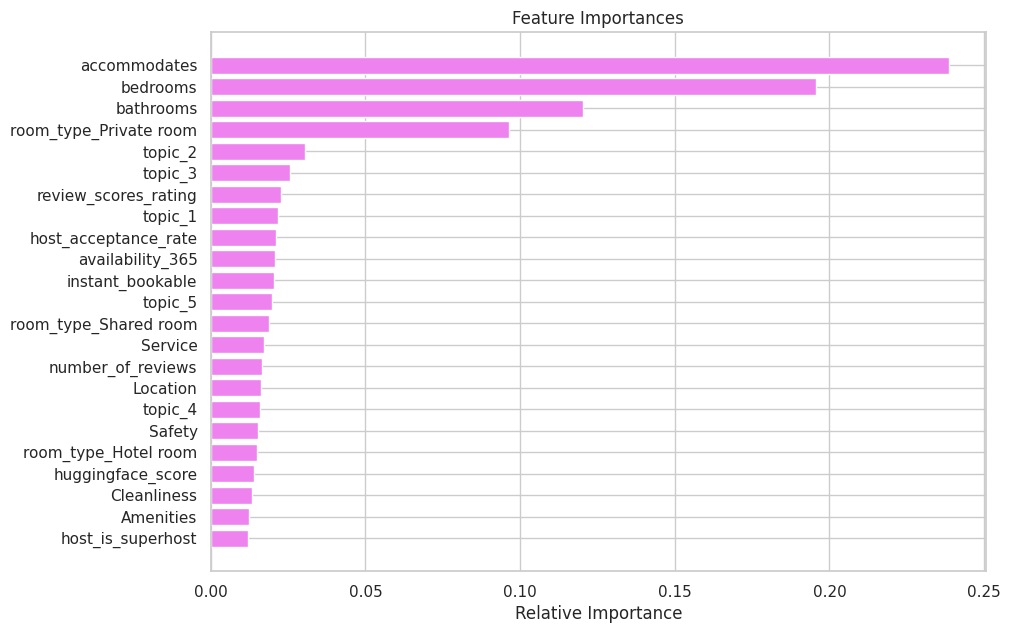 Feature Importances
accommodates
bedrooms
bathrooms
room_type_Private room
topic_2
topic_3
review_scores_rating
topic_1
host_acceptance_rate
availability_365
instant_bookable
topic_5
room_type_Shared room
Service
number_of_reviews
Location
topic_4
Safety
room_type_Hotel room
huggingface_score
Cleanliness
Amenities
host_is_superhost
0.00 0.05 0.10 0.15 0.20 0.25
Relative Importance